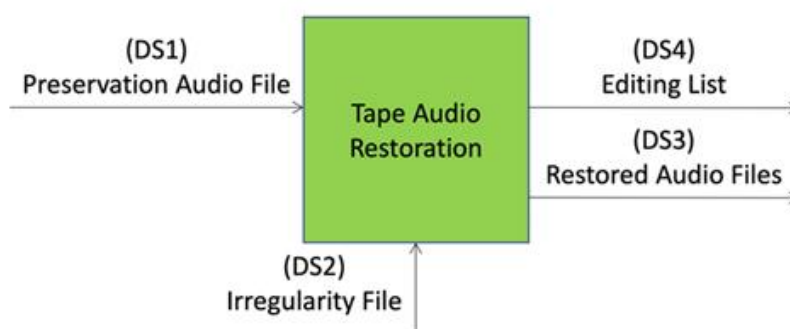 (DS1)
Preservation Audio File
Tape Audio
Restoration
(DS4)
Editing List
(DS3)
Restored Audio Files
(DS2)
Irregularity File